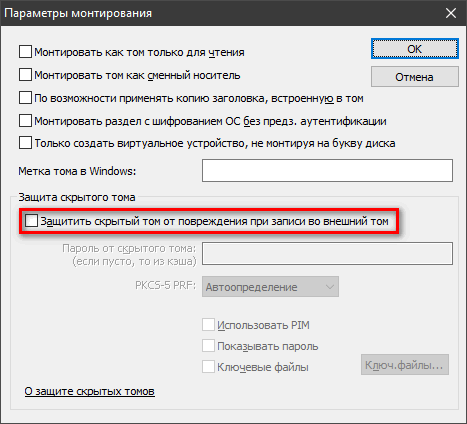 Параметры монтирования
Монтировать как том только для чтения
OK
Монтировать том как сменный носитель
Отмена
По возможности применять копию заголовка, встроенную в том
Монтировать раздел с шифрованием ОС без предз. аутентификации
Только создать виртуальное устройство, не монтируя на букву диска
Метка тома в Windows:
Защита скрытого тома
Защитить скрытый том от повреждения при записи во внешний том
Пароль от скрытого тома:
(если пусто, то из кэша)
PKCS-5 PRF: Автоопределение
Использовать PIM
Показывать пароль
Ключевые файлы
Ключ.файлы...
О защите скрытых томов